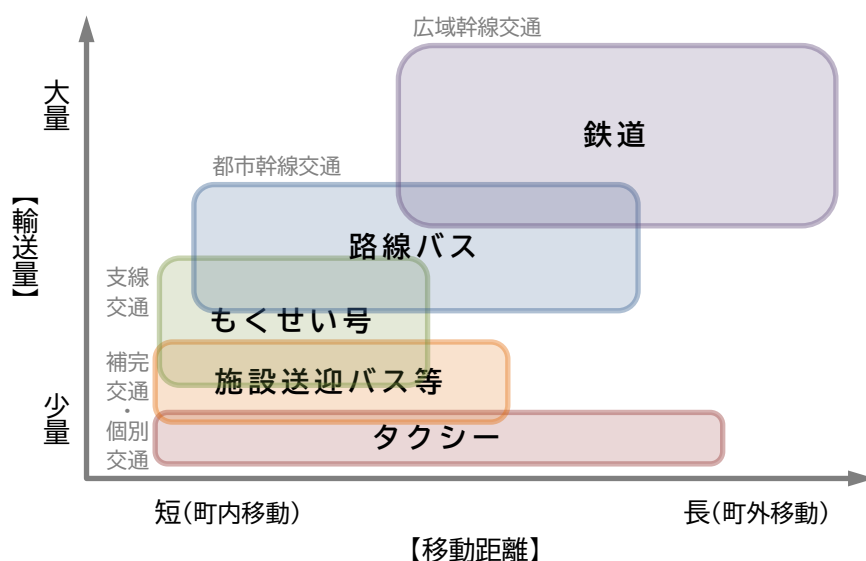 広域幹線交通
大量
鉄道
都市幹線交通
【輸送量】
路線バス
支線
交通
もくせい号
補完
交通
・
個別
交通
施設送迎バス等
少量
タクシー
短(町内移動)
長(町外移動)
【移動距離】